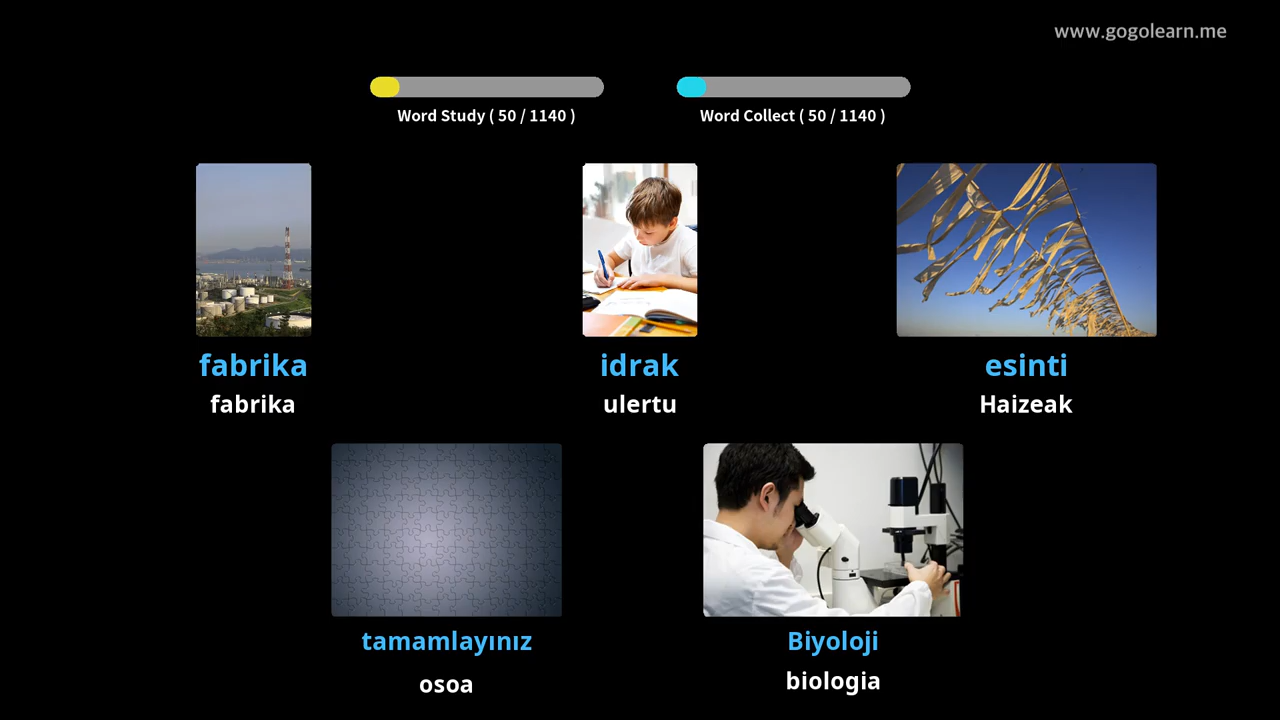 www.gogolearn.me
Word Study ( 50 / 1140 )
Word Collect ( 50 / 1140 )
fabrika
fabrika
idrak
ulertu
esinti
Haizeak
tamamlayınız
osoa
Biyoloji
biologia